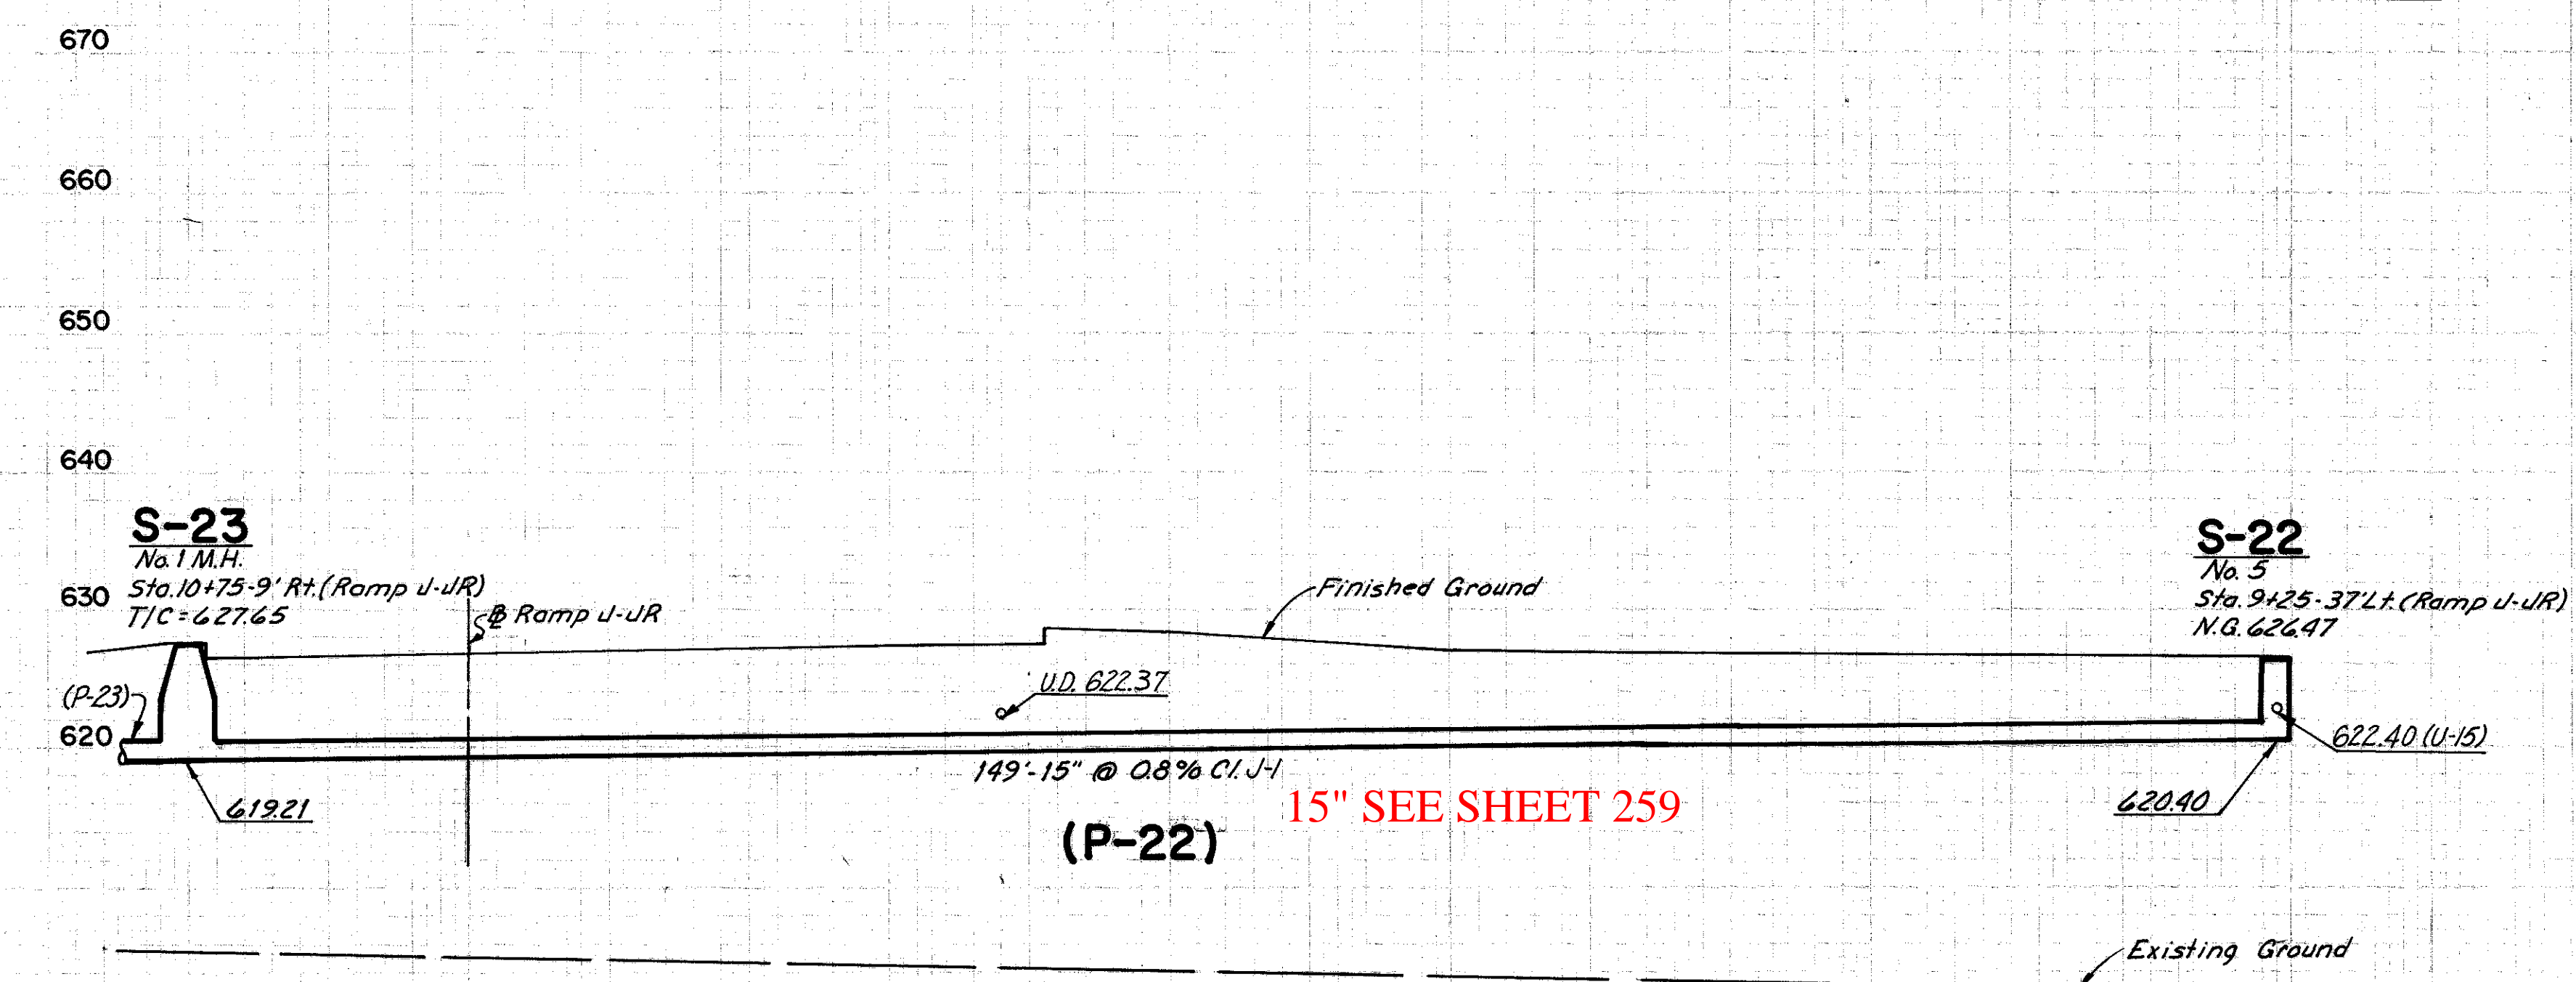 670
660
650
640
630
620
S-23
No. 1 M.H.
Sta. 10+75-9' Rt. (Ramp J-JR)
T/C = 627.65
℄ Ramp J-JR
Finished Ground
S-22
No. 5
Sta. 9+25-37' Lt. (Ramp J-JR)
N.G. 626.47
(P-23)
U.D. 622.37
622.40 (U-15)
149'-15" @ 0.8% Cl. J-1
619.21
15" SEE SHEET 259
620.40
(P-22)
Existing Ground